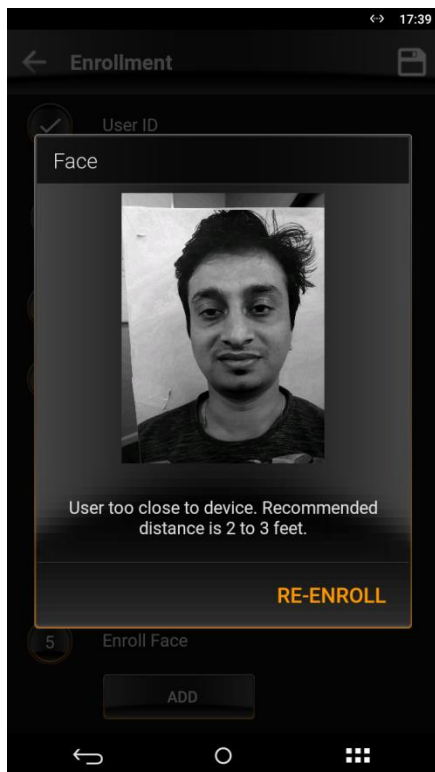 17:39
Enrollment
User ID
Face
User too close to device. Recommended
distance is 2 to 3 feet.
RE-ENROLL
5
Enroll Face
ADD